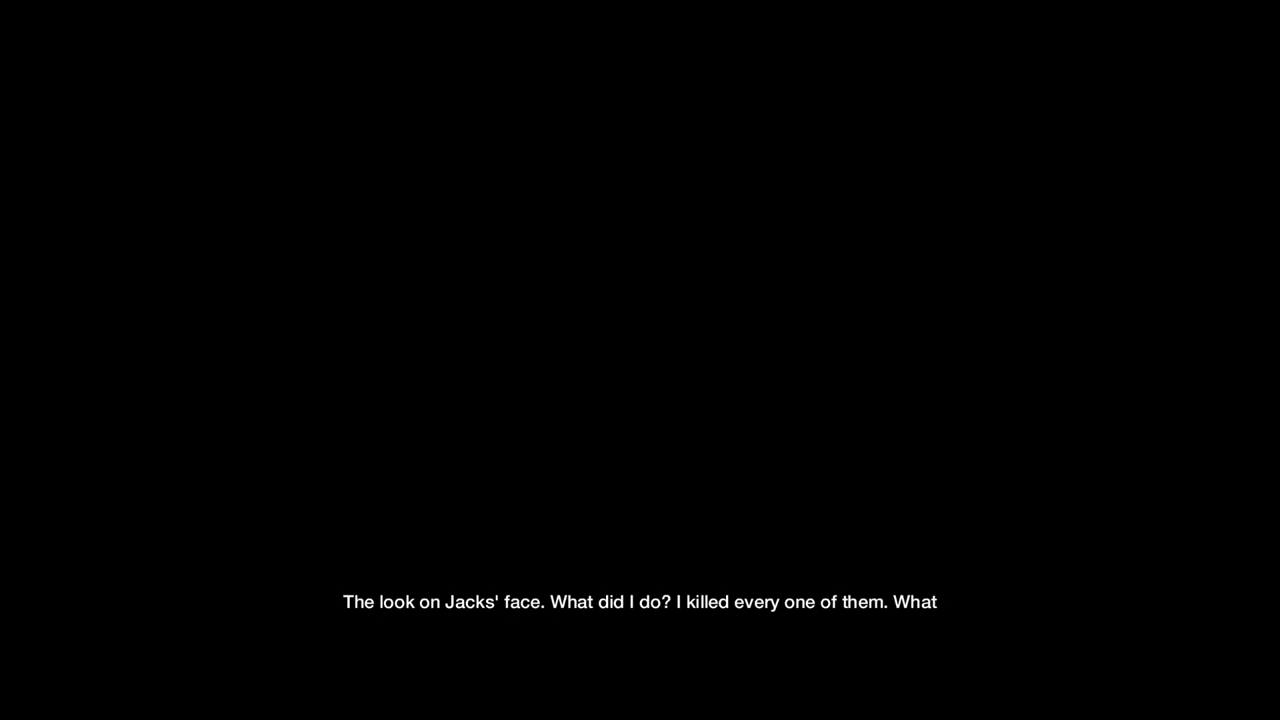 The look on Jacks' face. What did I do? I killed every one of them. What